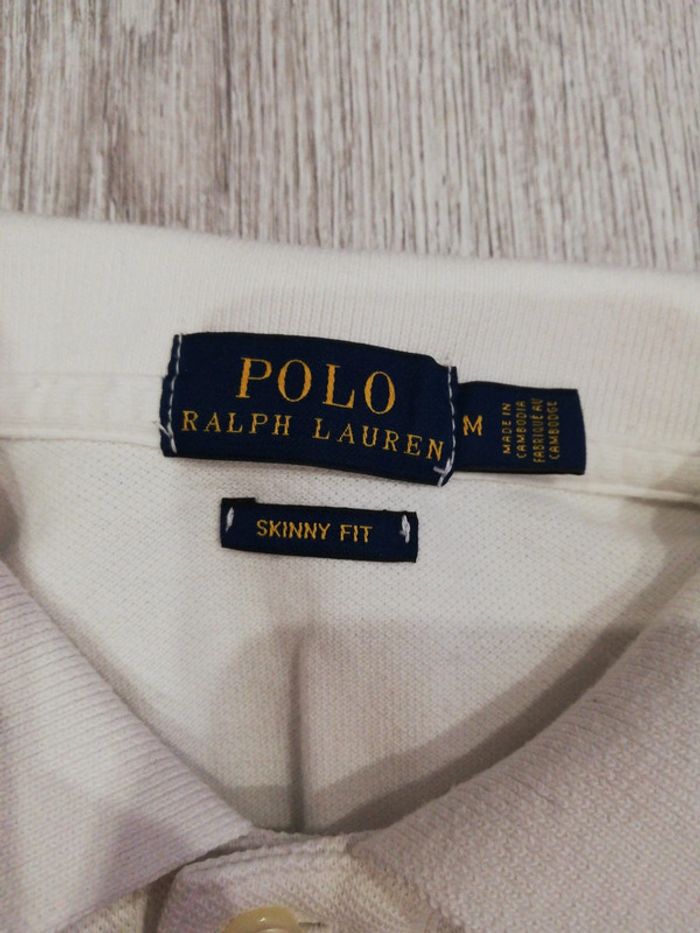 POLO
RALPH LAUREN
M
MADE IN
CAMBODIA
FABRIQUÉ AU
CAMBODGE
SKINNY FIT